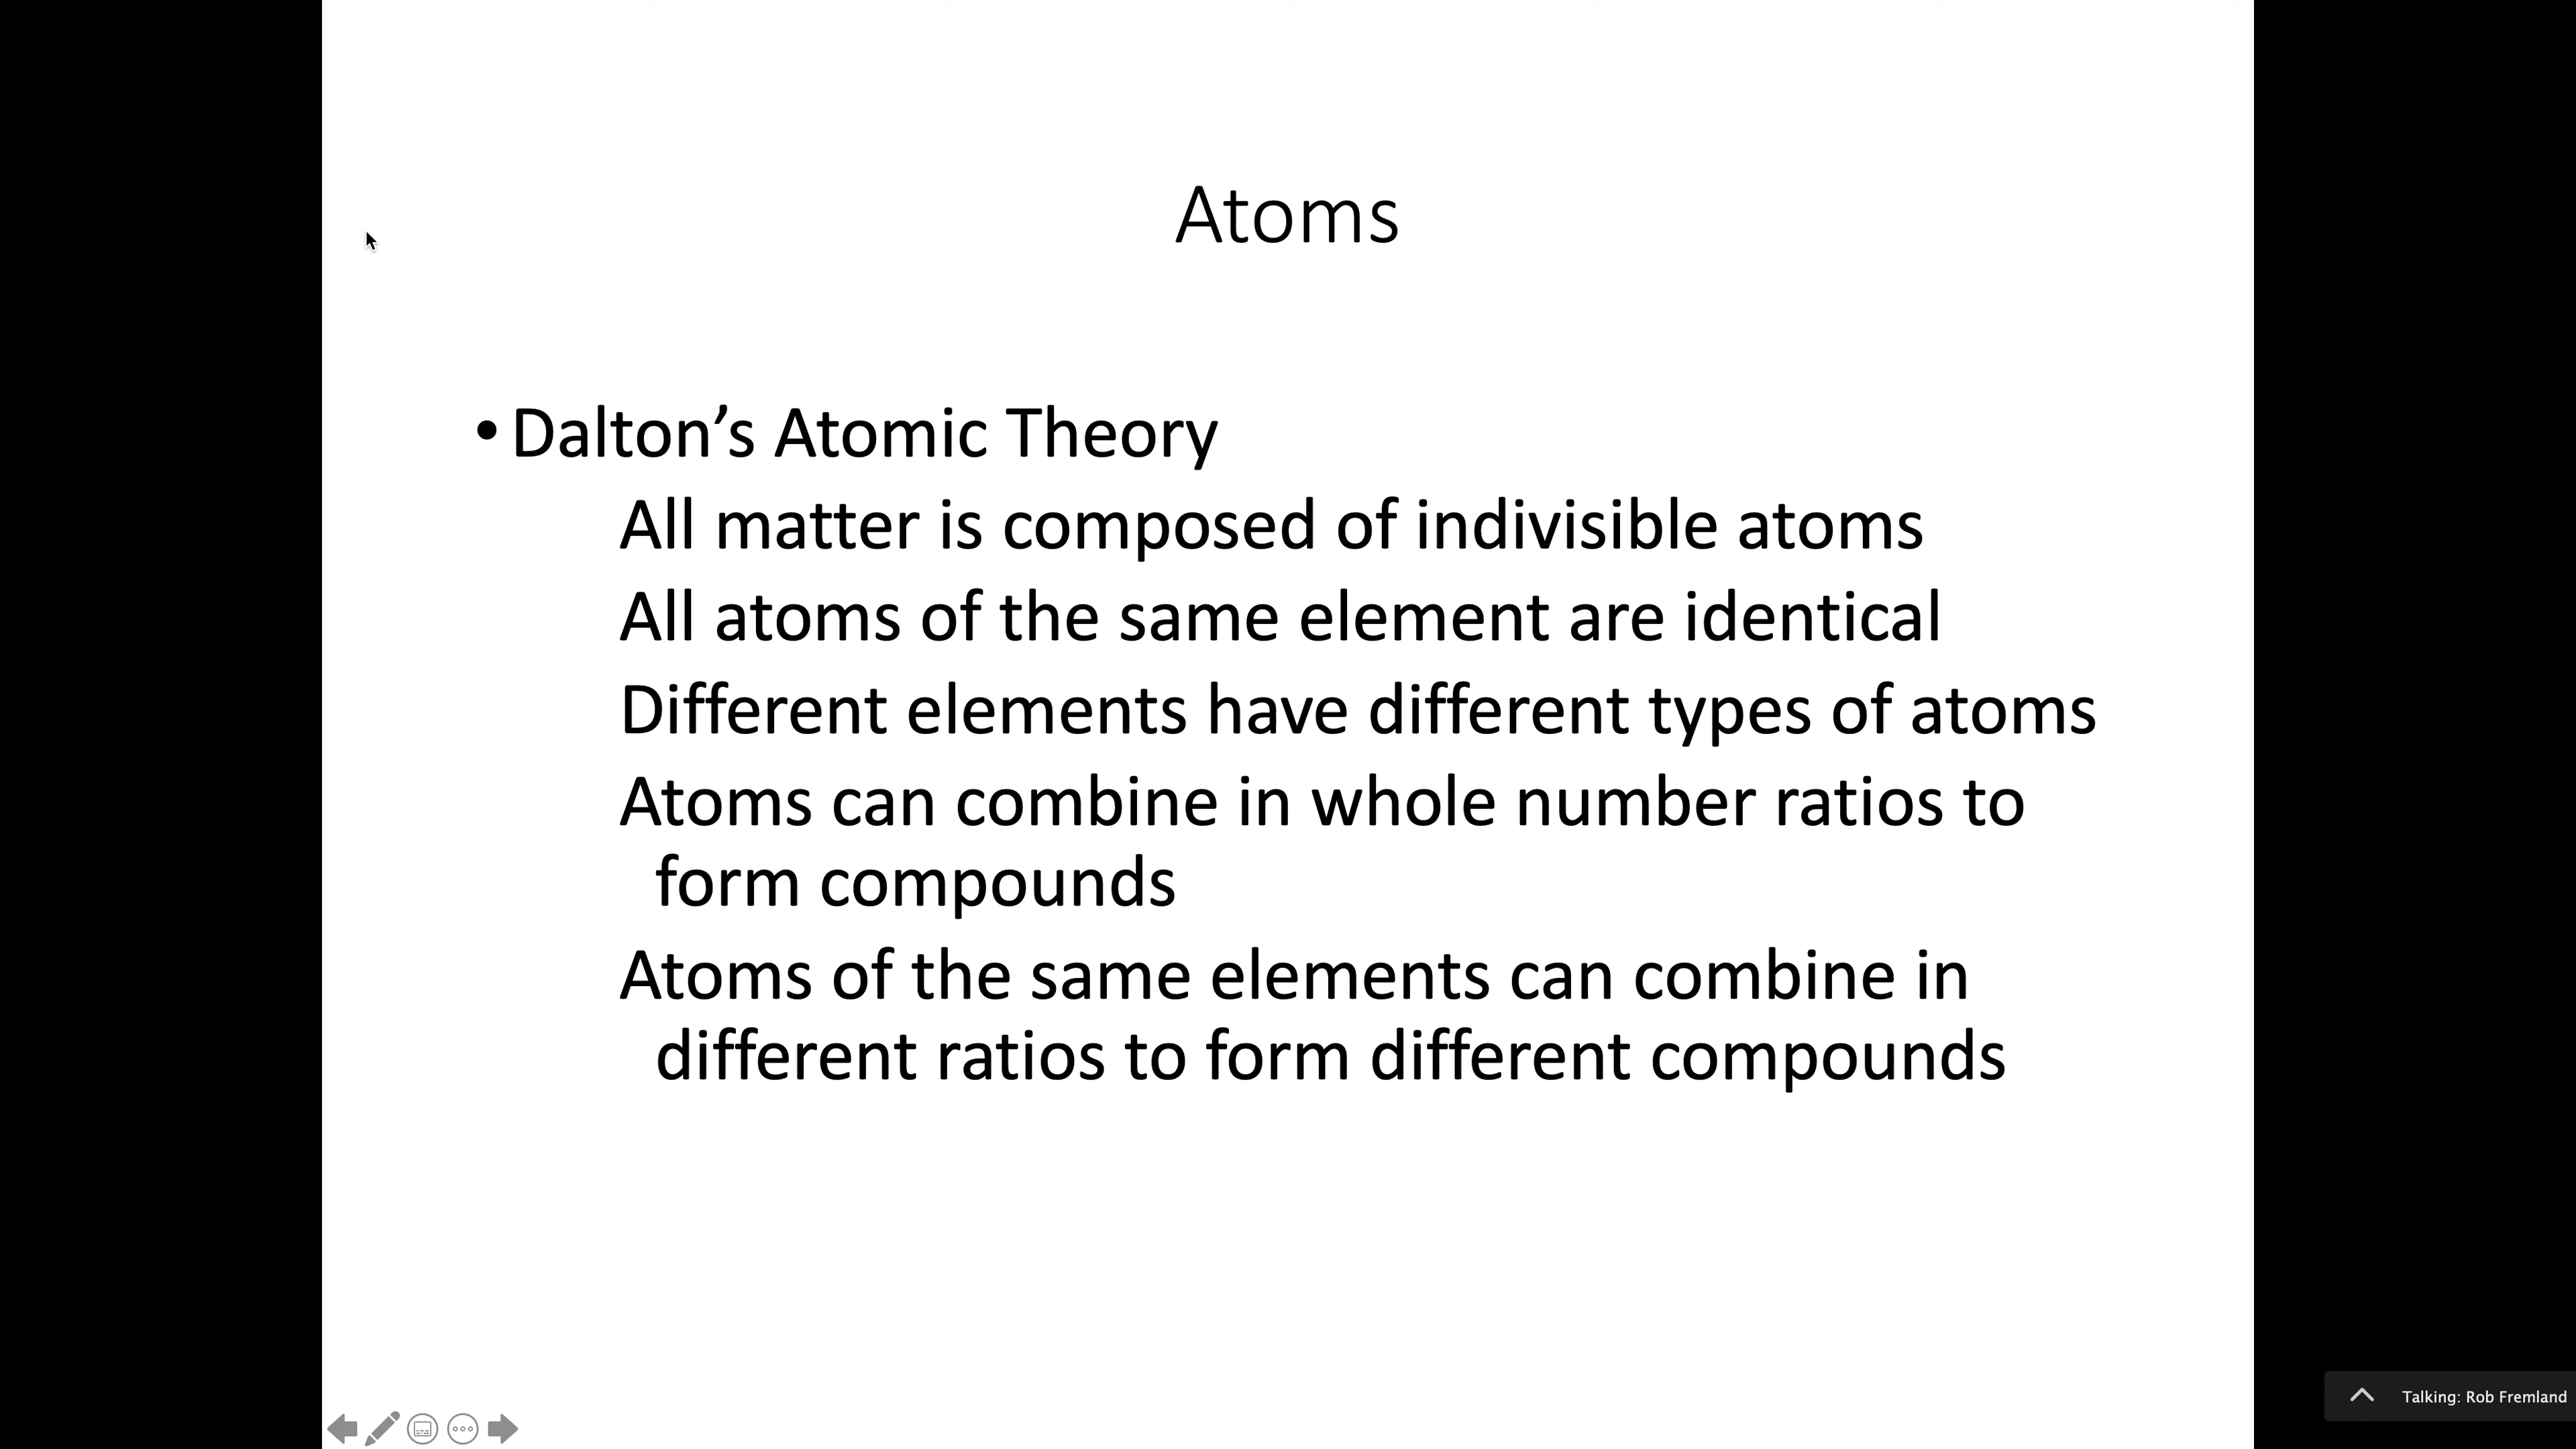 Atoms
• Dalton’s Atomic Theory
All matter is composed of indivisible atoms
All atoms of the same element are identical
Different elements have different types of atoms
Atoms can combine in whole number ratios to
form compounds
Atoms of the same elements can combine in
different ratios to form different compounds
Talking: Rob Fremland